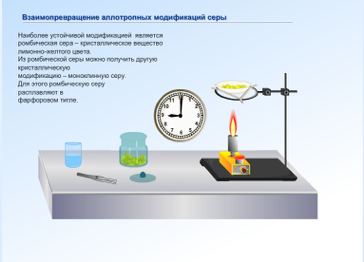 Взаимопревращение аллотропных модификаций серы
Наиболее устойчивой модификацией является
ромбическая сера – кристаллическое вещество
лимонно-желтого цвета.
Из ромбической серы можно получить другую
кристаллическую
модификацию – моноклинную серу.
Для этого ромбическую серу
расплавляют в
фарфоровом тигле.